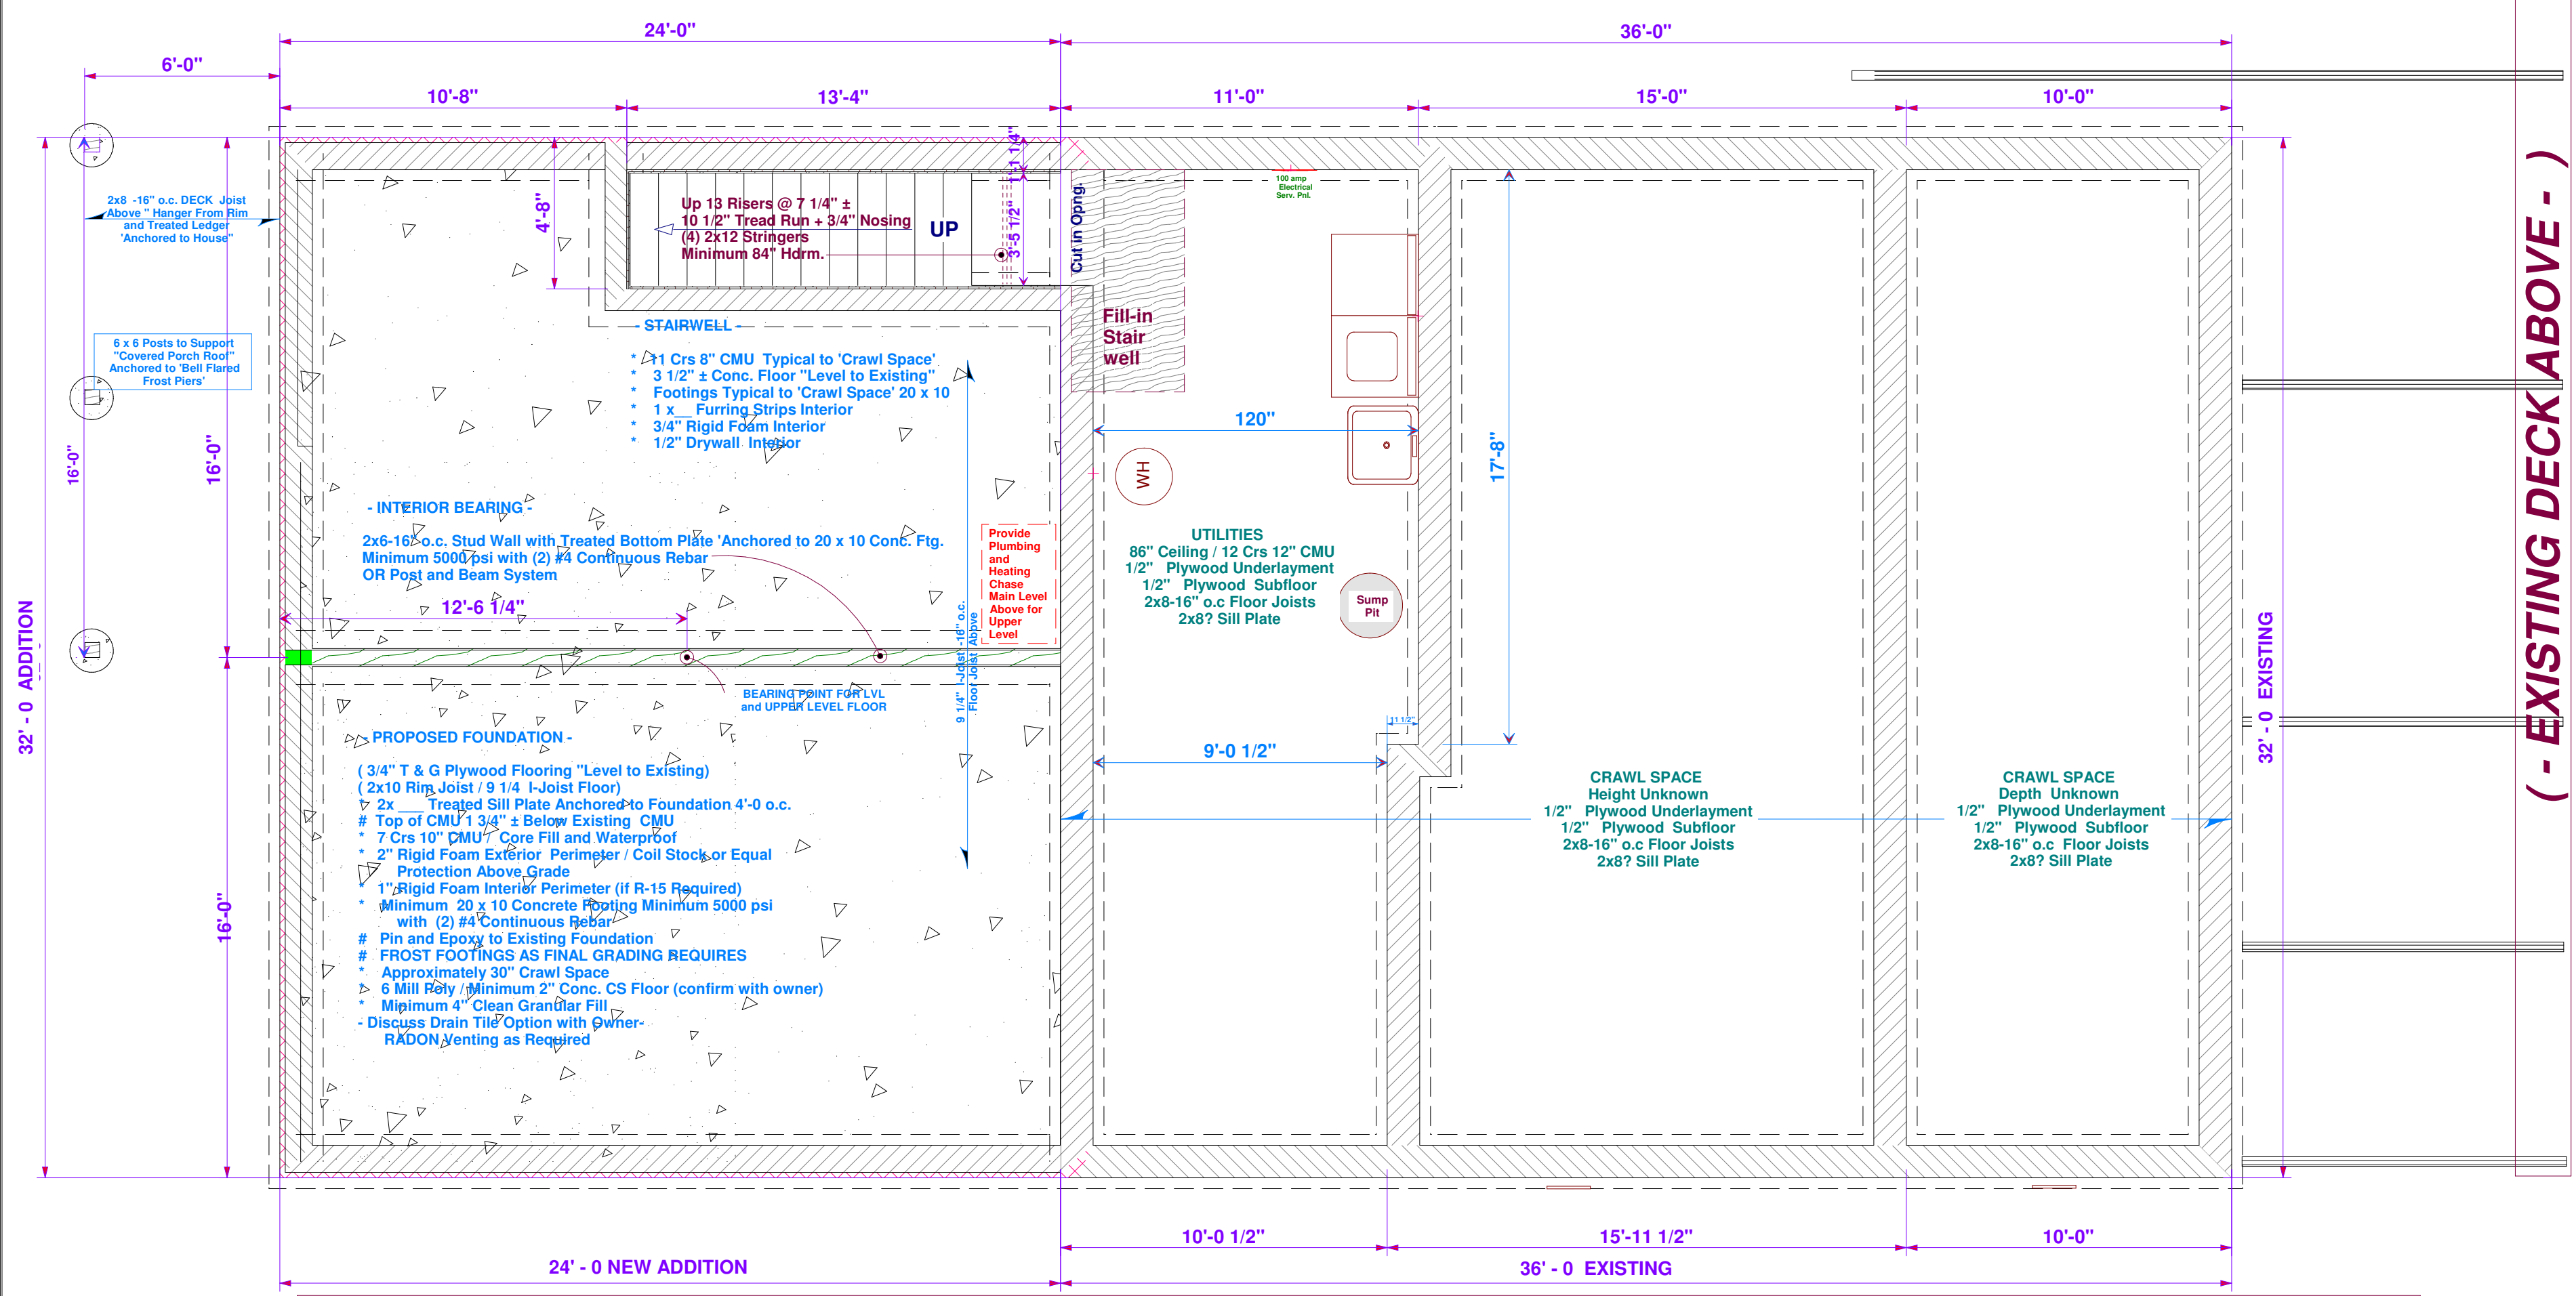 24'-0"
36'-0"
6'-0"
10'-8"
13'-4"
11'-0"
15'-0"
10'-0"
2x8 -16" o.c. DECK Joist
Above " Hanger From Rim
and Treated Ledger
'Anchored to House"
6 x 6 Posts to Support
"Covered Porch Roof"
Anchored to 'Bell Flared
Frost Piers'
16'-0"
16'-0"
16'-0"
32' - 0 ADDITION
4'-8"
Up 13 Risers @ 7 1/4" ±
10 1/2" Tread Run + 3/4" Nosing
(4) 2x12 Stringers
Minimum 84" Hdrm.
UP
1'-1 1/4"
3'-5 1/2"
Cut in Opng.
Fill-in
Stair
well
100 amp
Electrical
Serv. Pnl.
- STAIRWELL -
* 11 Crs 8" CMU Typical to 'Crawl Space'
* 3 1/2" ± Conc. Floor "Level to Existing"
* Footings Typical to 'Crawl Space' 20 x 10
* 1 x__ Furring Strips Interior
* 3/4" Rigid Foam Interior
* 1/2" Drywall Interior
- INTERIOR BEARING -
2x6-16" o.c. Stud Wall with Treated Bottom Plate 'Anchored to 20 x 10 Conc. Ftg.
Minimum 5000 psi with (2) #4 Continuous Rebar
OR Post and Beam System
12'-6 1/4"
Provide
Plumbing
and
Heating
Chase
Main Level
Above for
Upper
Level
9 1/4" I-Joist -16" o.c.
Floor Joist Above
BEARING POINT FOR LVL
and UPPER LEVEL FLOOR
- PROPOSED FOUNDATION -
( 3/4" T & G Plywood Flooring "Level to Existing)
( 2x10 Rim Joist / 9 1/4 I-Joist Floor)
* 2x ___ Treated Sill Plate Anchored to Foundation 4'-0 o.c.
# Top of CMU 1 3/4" ± Below Existing CMU
* 7 Crs 10" CMU / Core Fill and Waterproof
* 2" Rigid Foam Exterior Perimeter / Coil Stock or Equal
Protection Above Grade
* 1" Rigid Foam Interior Perimeter (if R-15 Required)
* Minimum 20 x 10 Concrete Footing Minimum 5000 psi
with (2) #4 Continuous Rebar
# Pin and Epoxy to Existing Foundation
# FROST FOOTINGS AS FINAL GRADING REQUIRES
* Approximately 30" Crawl Space
* 6 Mill Poly / Minimum 2" Conc. CS Floor (confirm with owner)
* Minimum 4" Clean Granular Fill
- Discuss Drain Tile Option with Owner-
RADON Venting as Required
120"
WH
17'-8"
UTILITIES
86" Ceiling / 12 Crs 12" CMU
1/2" Plywood Underlayment
1/2" Plywood Subfloor
2x8-16" o.c Floor Joists
2x8? Sill Plate
Sump
Pit
11 1/2"
9'-0 1/2"
CRAWL SPACE
Height Unknown
1/2" Plywood Underlayment
1/2" Plywood Subfloor
2x8-16" o.c Floor Joists
2x8? Sill Plate
CRAWL SPACE
Depth Unknown
1/2" Plywood Underlayment
1/2" Plywood Subfloor
2x8-16" o.c Floor Joists
2x8? Sill Plate
32' - 0 EXISTING
( - EXISTING DECK ABOVE - )
10'-0 1/2"
15'-11 1/2"
10'-0"
24' - 0 NEW ADDITION
36' - 0 EXISTING